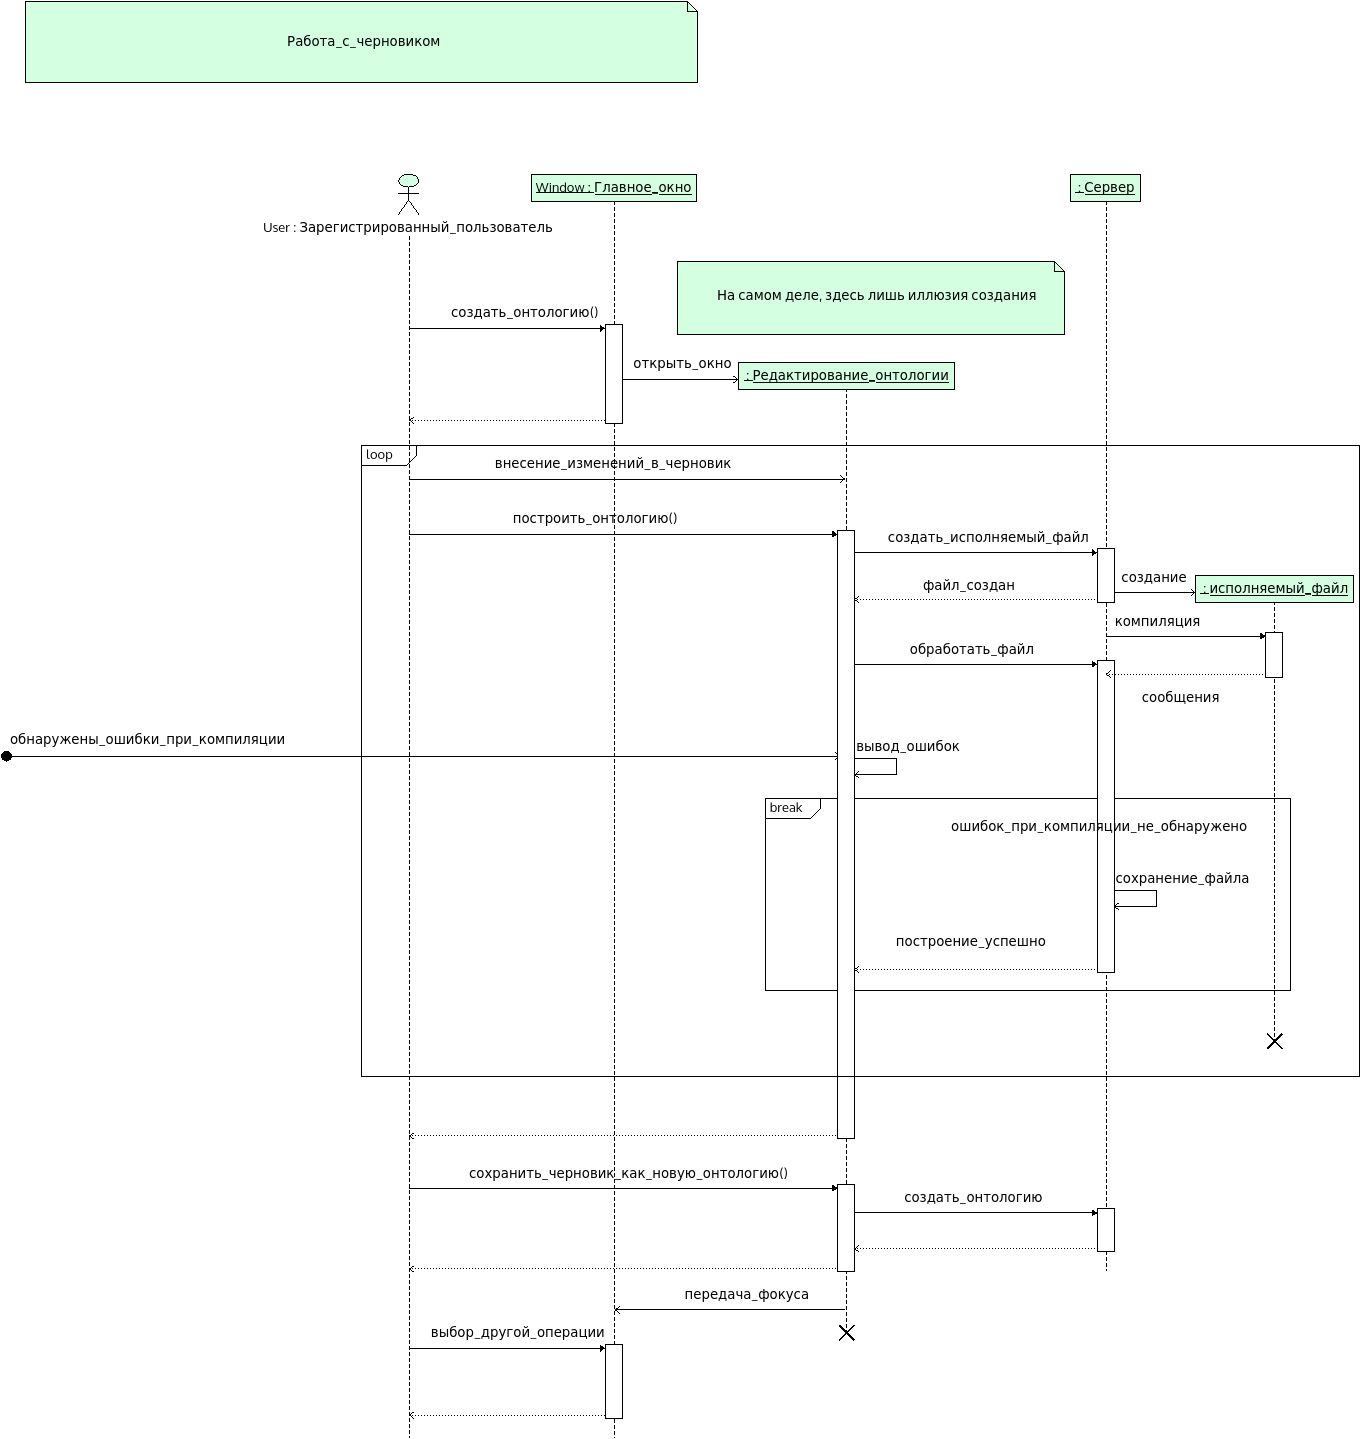 Работа_с_черновиком
Window : Главное_окно
: Сервер
User : Зарегистрированный_пользователь
На самом деле, здесь лишь иллюзия создания
создать_онтологию()
открыть_окно
: Редактирование_онтологии
loop
внесение_изменений_в_черновик
построить_онтологию()
создать_исполняемый_файл
создание
файл_создан
: исполняемый_файл
компиляция
обработать_файл
сообщения
обнаружены_ошибки_при_компиляции
вывод_ошибок
break
ошибок_при_компиляции_не_обнаружено
сохранение_файла
построение_успешно
сохранить_черновик_как_новую_онтологию()
создать_онтологию
передача_фокуса
выбор_другой_операции